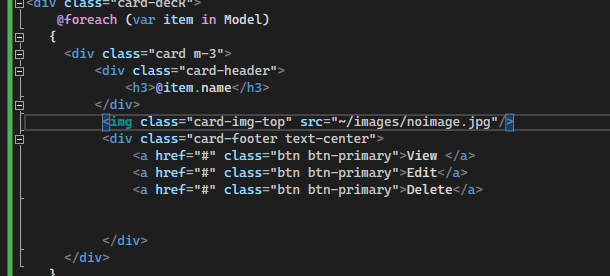 <div class="card-deck">
@foreach (var item in Model)
{
<div class="card m-3">
<div class="card-header">
<h3>@item.name</h3>
</div>
<img class="card-img-top" src="~/images/noimage.jpg"/>
<div class="card-footer text-center">
<a href="#" class="btn btn-primary">View </a>
<a href="#" class="btn btn-primary">Edit</a>
<a href="#" class="btn btn-primary">Delete</a>
</div>
</div>
}